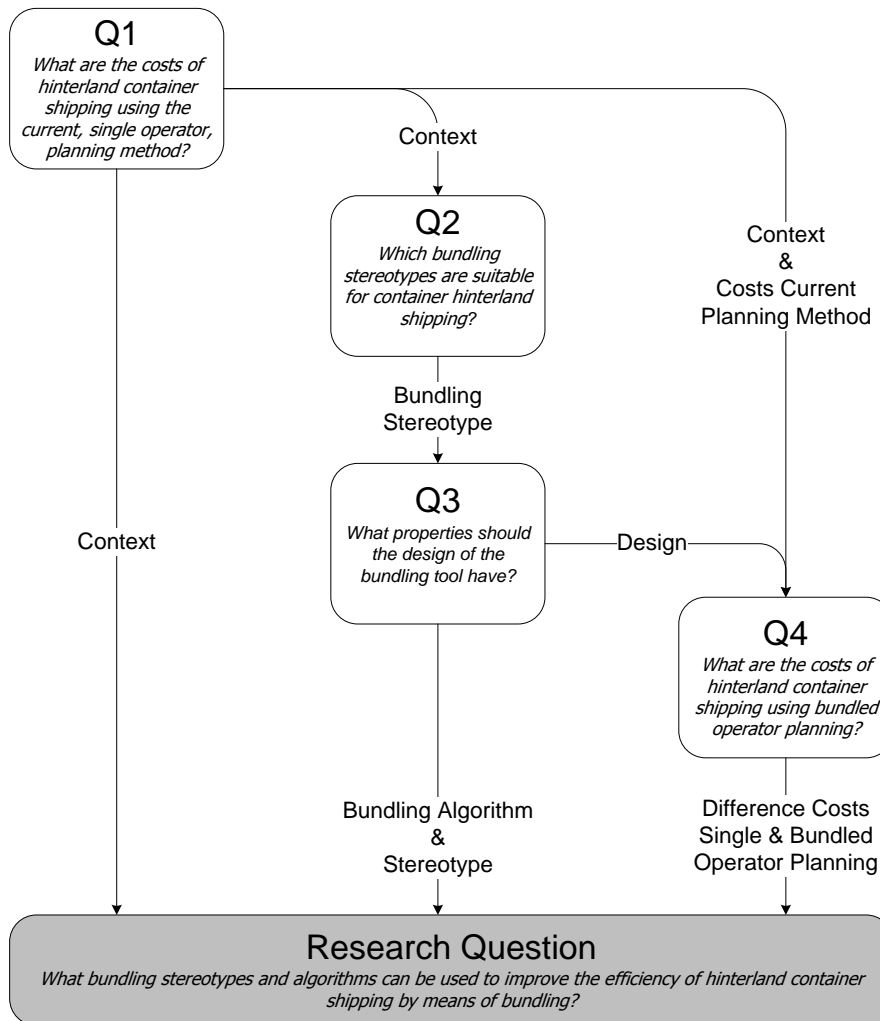 Q1
What are the costs of
hinterland container
shipping using the
current, single operator,
planning method?
Context
Q2
Which bundling
stereotypes are suitable
for container hinterland
shipping?
Context
&
Costs Current
Planning Method
Bundling
Stereotype
Q3
What properties should
the design of the
bundling tool have?
Context
Design
Q4
What are the costs of
hinterland container
shipping using bundled
operator planning?
Bundling Algorithm
&
Stereotype
Difference Costs
Single & Bundled
Operator Planning
Research Question
What bundling stereotypes and algorithms can be used to improve the efficiency of hinterland container
shipping by means of bundling?